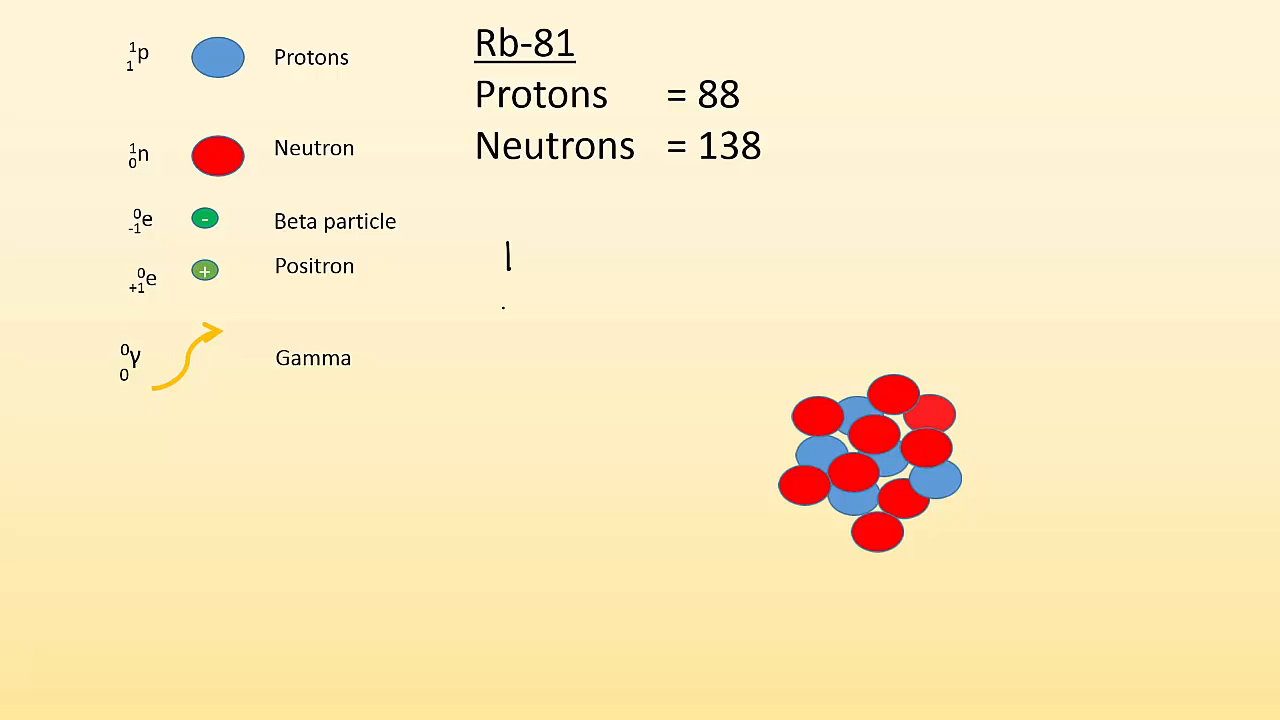 1
1p Protons
1
0n Neutron
0
-1e - Beta particle
0
+1e + Positron
0
0γ Gamma
Rb-81
Protons = 88
Neutrons = 138